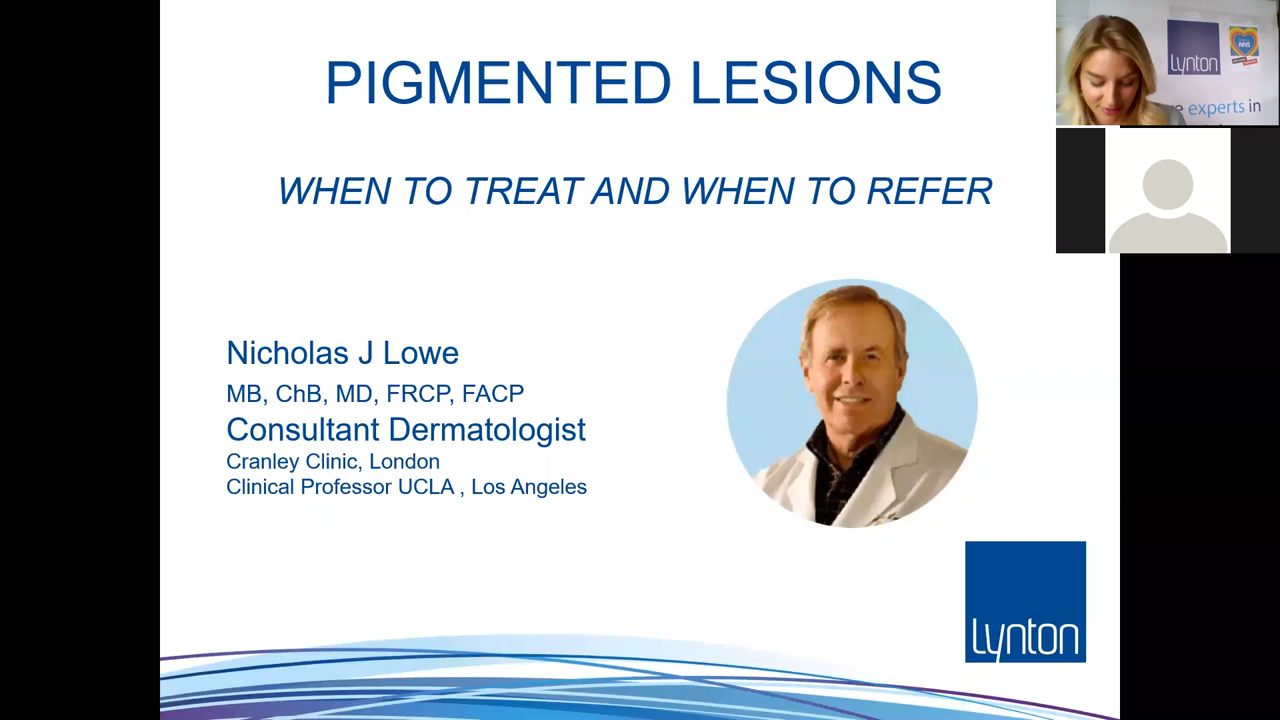 PIGMENTED LESIONS
WHEN TO TREAT AND WHEN TO REFER
Nicholas J Lowe
MB, ChB, MD, FRCP, FACP
Consultant Dermatologist
Cranley Clinic, London
Clinical Professor UCLA , Los Angeles
Lynton
Lynton
NHS
experts in